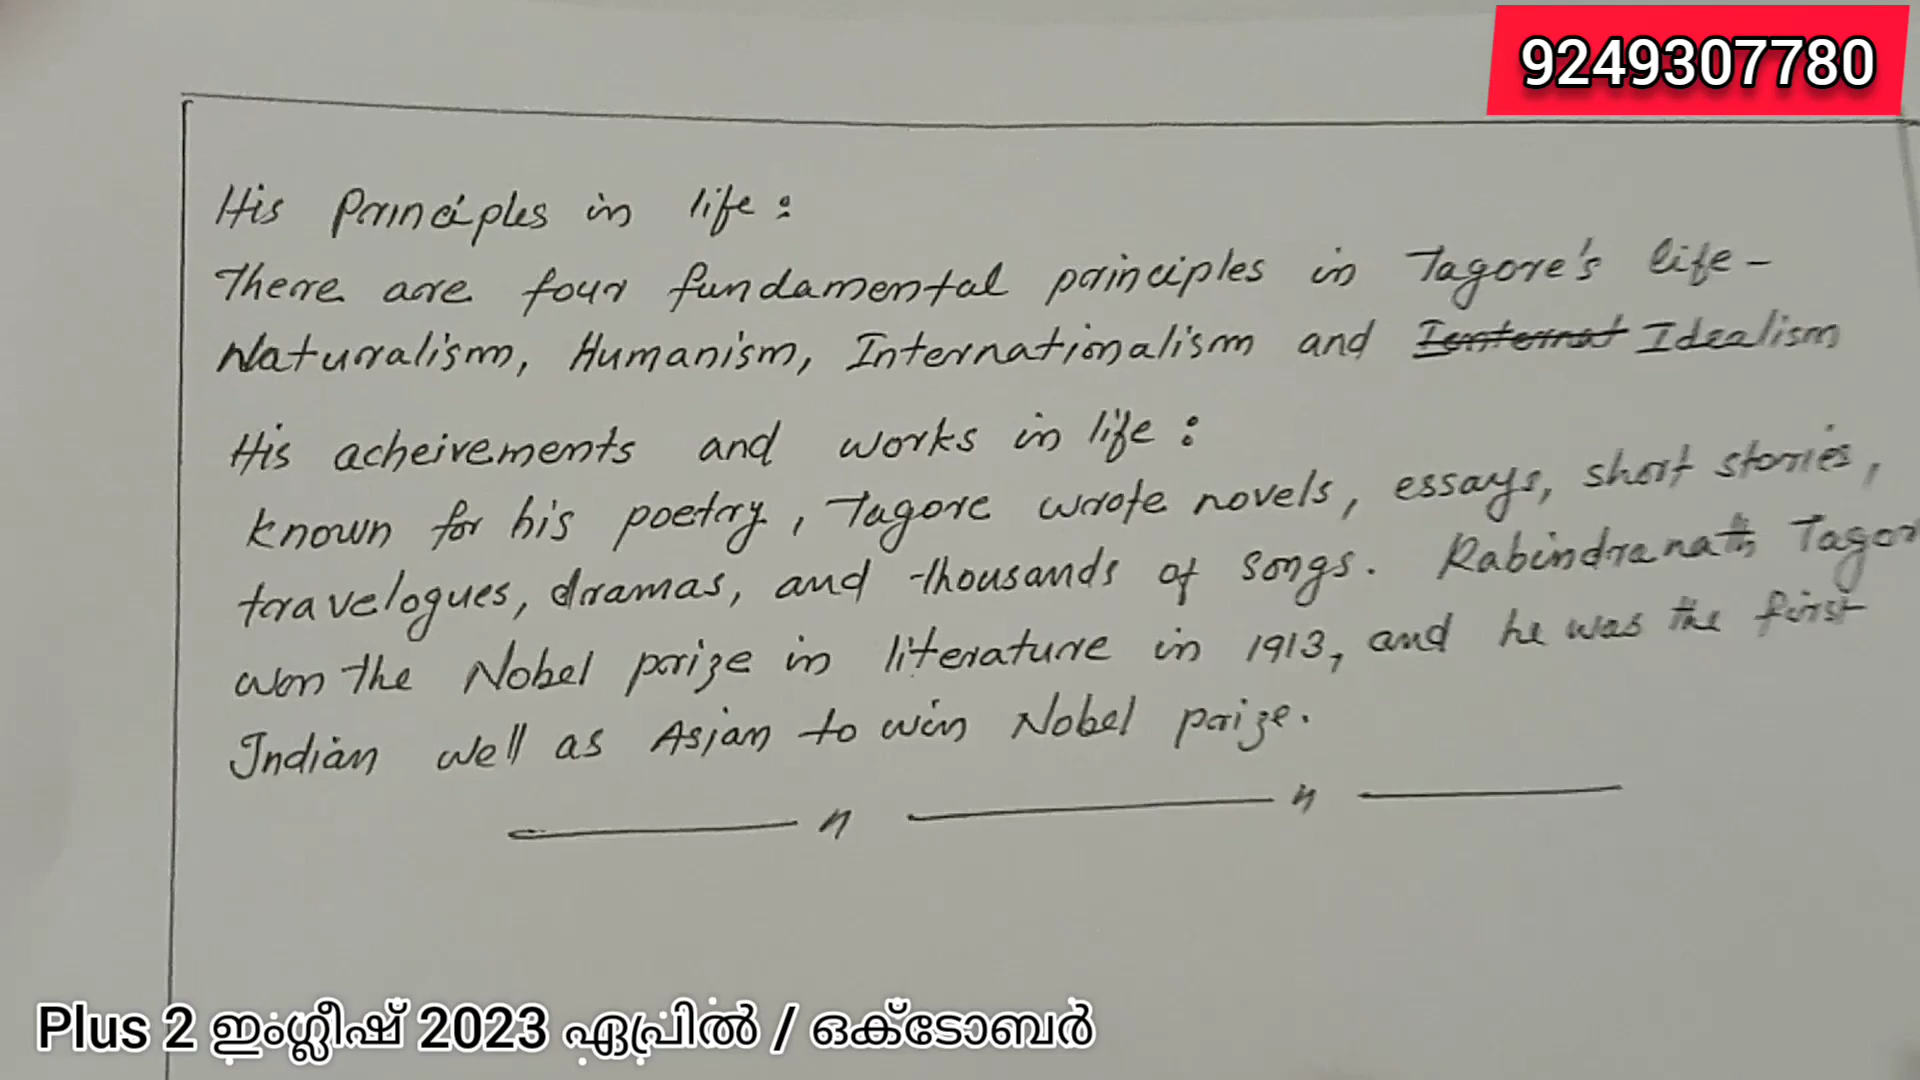 9249307780
His Principles in life :
There are four fundamental principles in Tagore's life -
Naturalism, Humanism, Internationalism and Idealism
His acheivements and works in life :
known for his poetry, Tagore wrote novels, essays, short stories,
travelogues, dramas, and thousands of songs. Rabindranath Tagor
won the Nobel prize in literature in 1913, and he was the first
Indian well as Asian to win Nobel prize.
Plus 2 ഇംഗ്ലീഷ് 2023 ഏപ്രിൽ / ഒക്ടോബർ